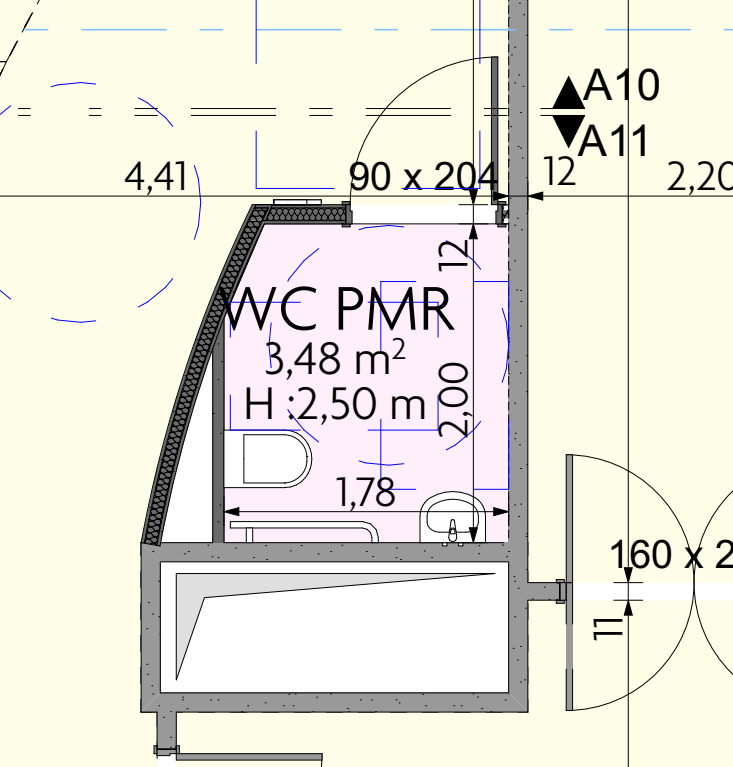 A10
A11
4,41
90 x 204
12
2,20
12
WC PMR
3,48 m²
H :2,50 m
2,00
1,78
160 x 2
11